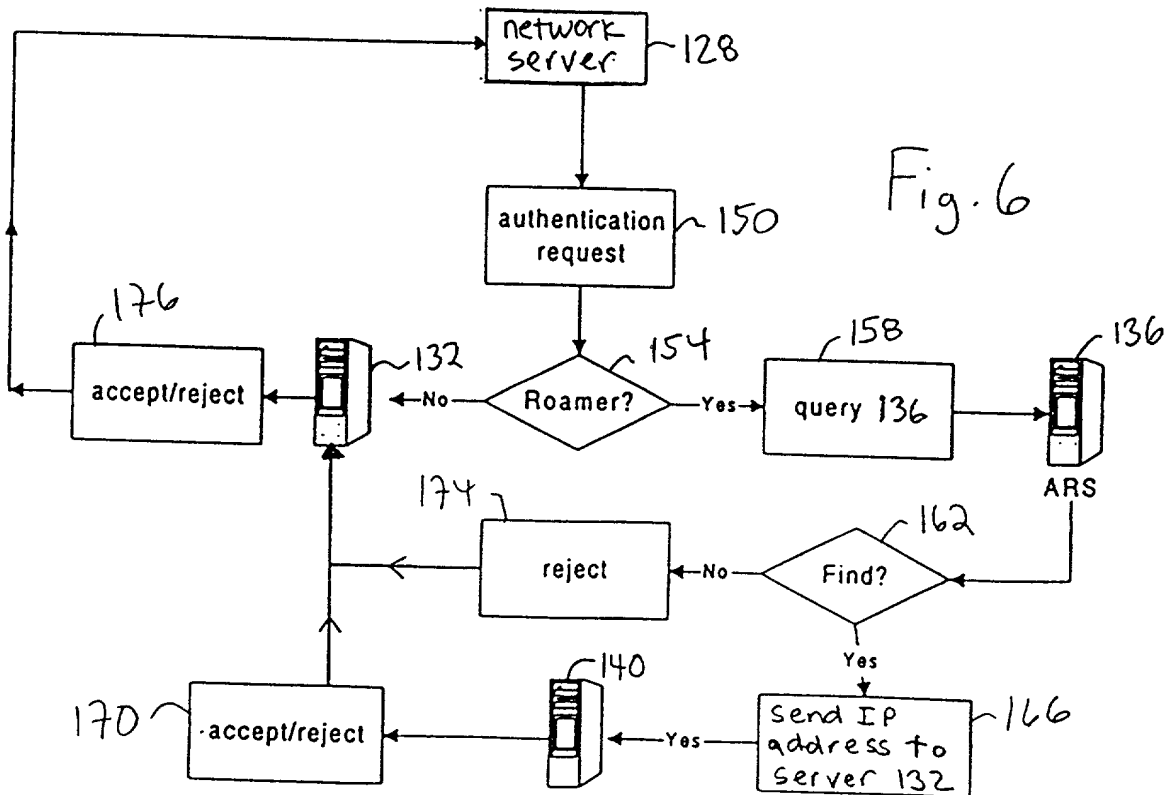 network
server
128
Fig. 6
authentication
request
150
176
132
154
158
136
accept/reject
No
Roamer?
Yes
query 136
ARS
174
162
reject
No
Find?
Yes
140
170
accept/reject
Yes
send IP
address to
server 132
166